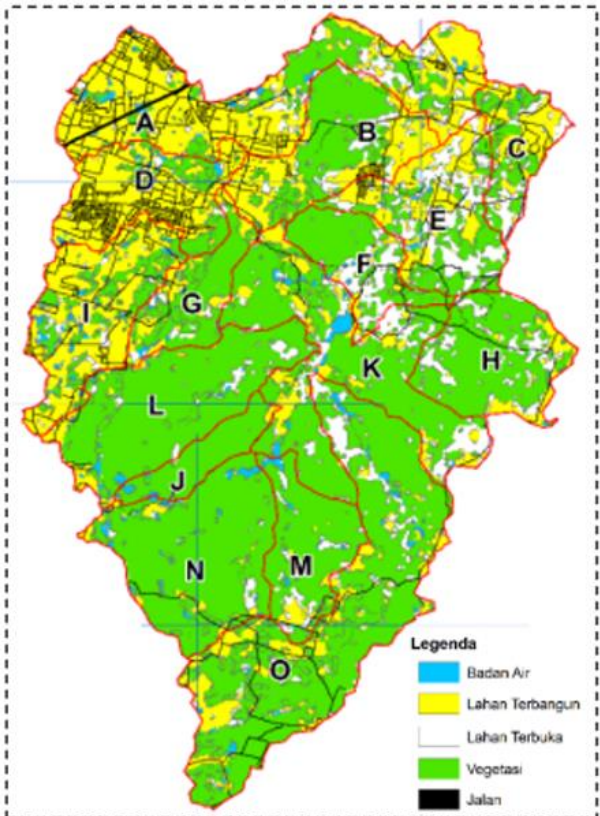 A
B
C
D
E
F
I
G
K
H
L
J
N
M
O
Legenda
Badan Air
Lahan Terbangun
Lahan Terbuka
Vegetasi
Jalan